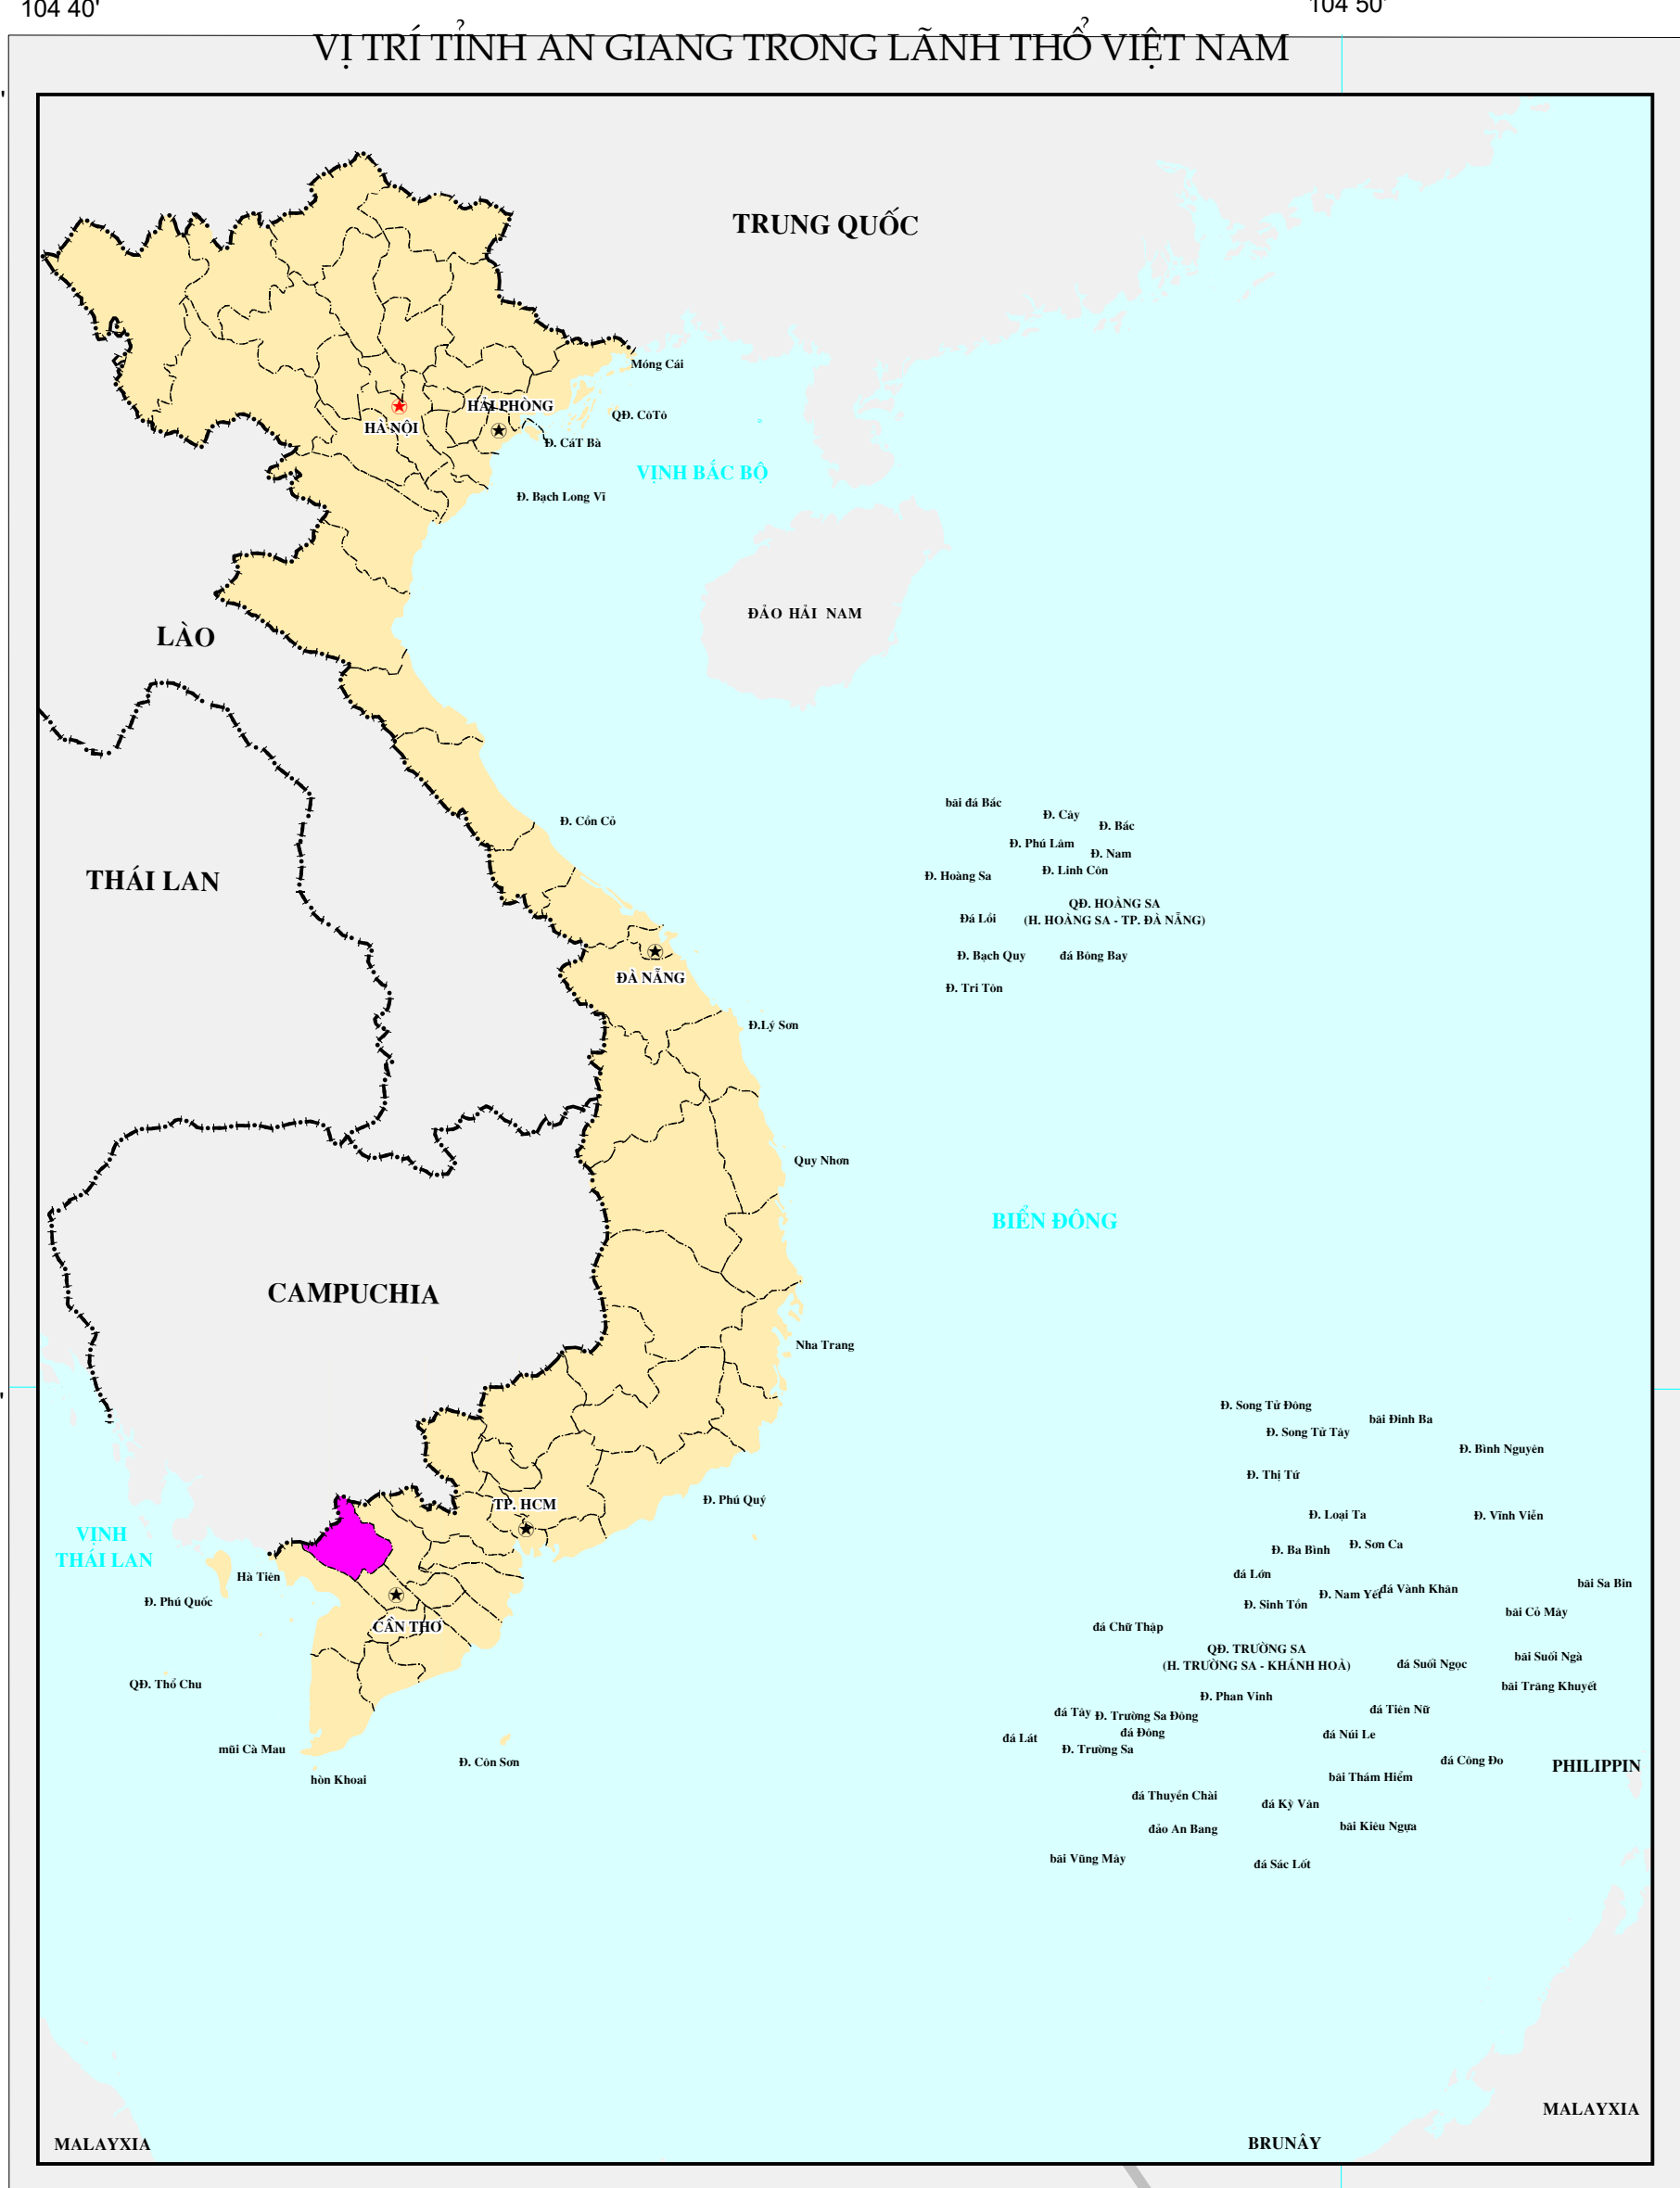 104 40'
104 50'
VỊ TRÍ TỈNH AN GIANG TRONG LÃNH THỔ VIỆT NAM
'
TRUNG QUỐC
Móng Cái
HẢI PHÒNG
QĐ. CôTô
HÀ NỘI
Đ. CáT Bà
VỊNH BẮC BỘ
Đ. Bạch Long Vĩ
ĐẢO HẢI NAM
LÀO
bãi đá Bắc
Đ. Cây
Đ. Cồn Cỏ
Đ. Bắc
Đ. Phú Lâm
Đ. Nam
Đ. Linh Côn
Đ. Hoàng Sa
THÁI LAN
QĐ. HOÀNG SA
Đá Lồi
(H. HOÀNG SA - TP. ĐÀ NẴNG)
Đ. Bạch Quy
đá Bông Bay
ĐÀ NẴNG
Đ. Tri Tôn
Đ.Lý Sơn
Quy Nhơn
BIỂN ĐÔNG
CAMPUCHIA
Nha Trang
'
Đ. Song Tử Đông
bãi Đinh Ba
Đ. Song Tử Tây
Đ. Bình Nguyên
Đ. Thị Tứ
Đ. Phú Quý
TP. HCM
Đ. Loại Ta
Đ. Vĩnh Viễn
VỊNH
THÁI LAN
Đ. Sơn Ca
Đ. Ba Bình
đá Lớn
Hà Tiên
bãi Sa Bin
đá Vành Khăn
Đ. Nam Yết
Đ. Phú Quốc
Đ. Sinh Tồn
bãi Cỏ Mây
CẦN THƠ
đá Chữ Thập
QĐ. TRƯỜNG SA
(H. TRƯỜNG SA - KHÁNH HOÀ)
bãi Suối Ngà
đá Suối Ngọc
QĐ. Thổ Chu
bãi Trăng Khuyết
Đ. Phan Vinh
đá Tiên Nữ
đá Tây
Đ. Trường Sa Đông
đá Đông
đá Núi Le
đá Lát
mũi Cà Mau
Đ. Trường Sa
Đ. Côn Sơn
đá Công Đo
PHILIPPIN
hòn Khoai
bãi Thám Hiểm
đá Thuyền Chài
đá Kỳ Vân
đảo An Bang
bãi Kiêu Ngựa
bãi Vũng Mây
đá Sác Lốt
MALAYXIA
MALAYXIA
BRUNÂY